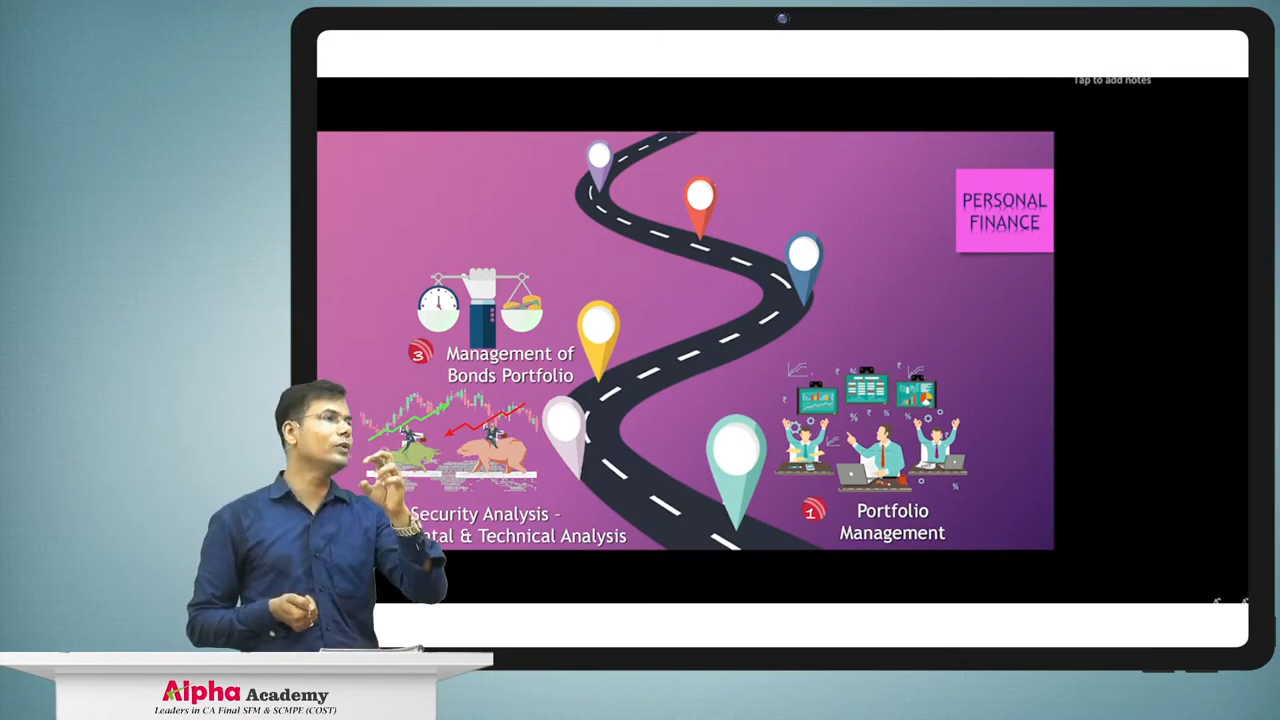 Tap to add notes
PERSONAL
FINANCE
3
Management of
Bonds Portfolio
Security Analysis -
& Technical Analysis
1
Portfolio
Management
Alpha Academy
Leaders in CA Final SFM & SCMPE (COST)